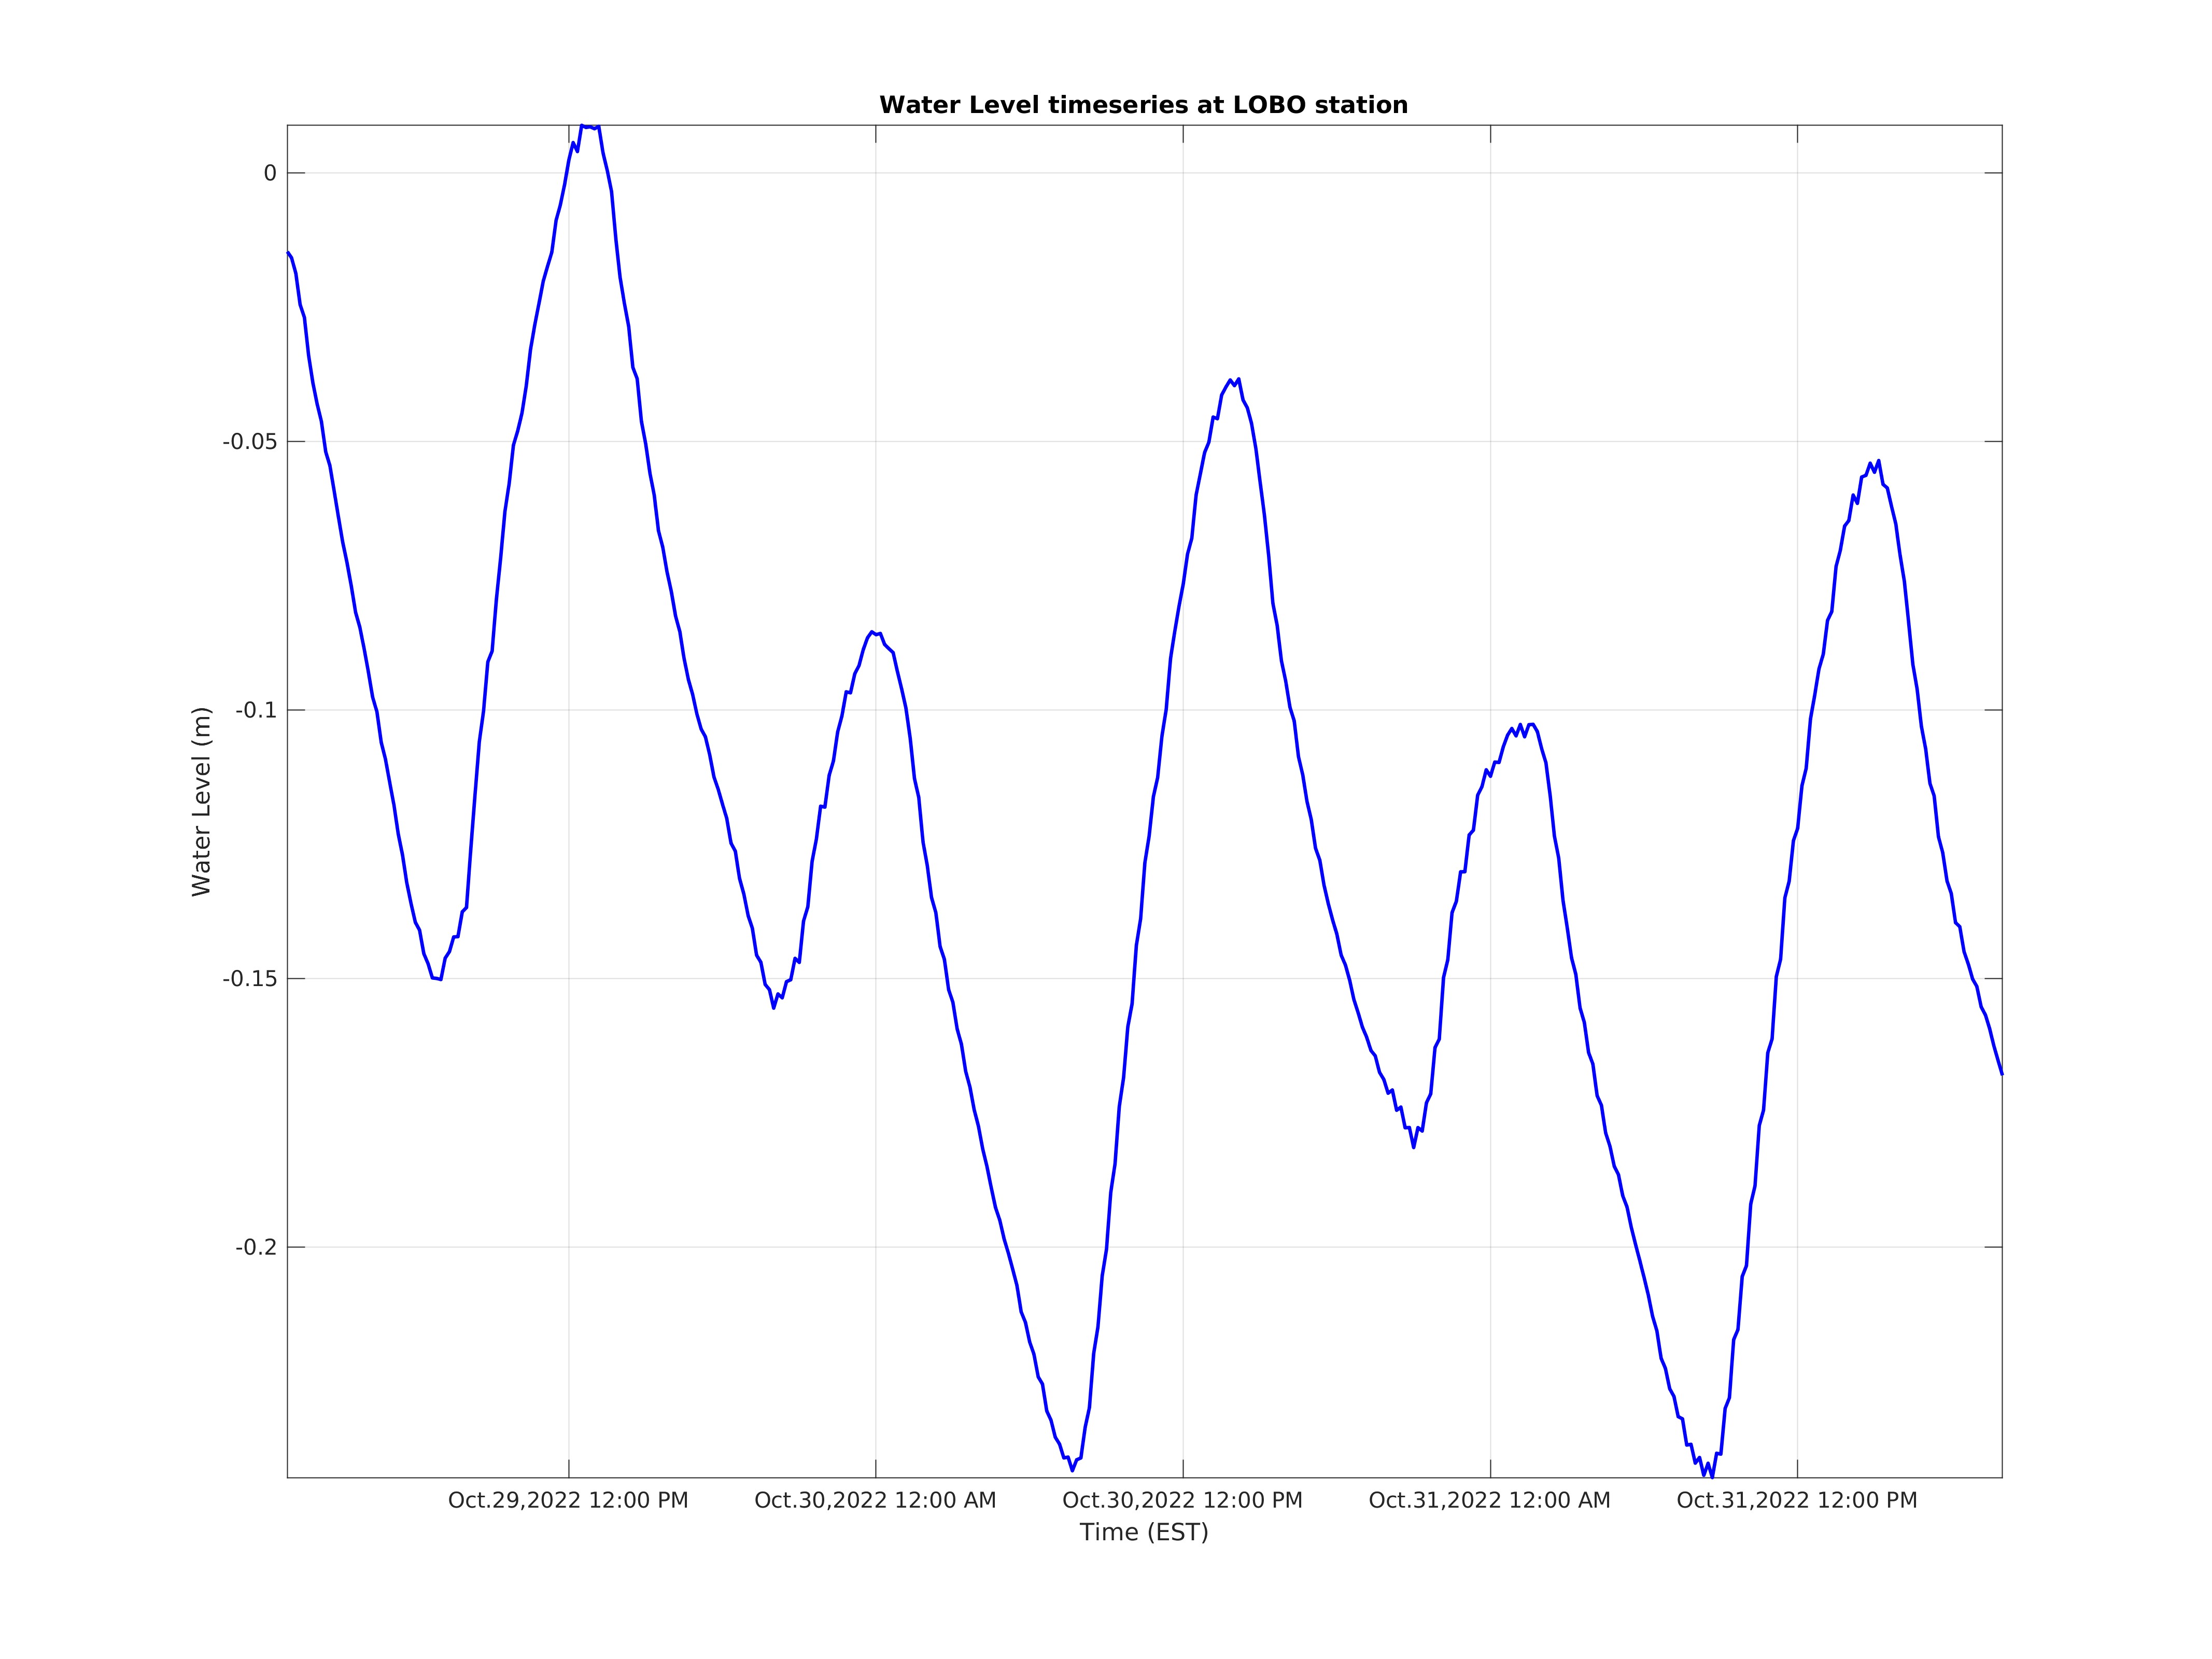 Water Level timeseries at LOBO station
0
-0.05
-0.1
-0.15
-0.2
Water Level (m)
Oct.29,2022 12:00 PM
Oct.30,2022 12:00 AM
Oct.30,2022 12:00 PM
Oct.31,2022 12:00 AM
Oct.31,2022 12:00 PM
Time (EST)